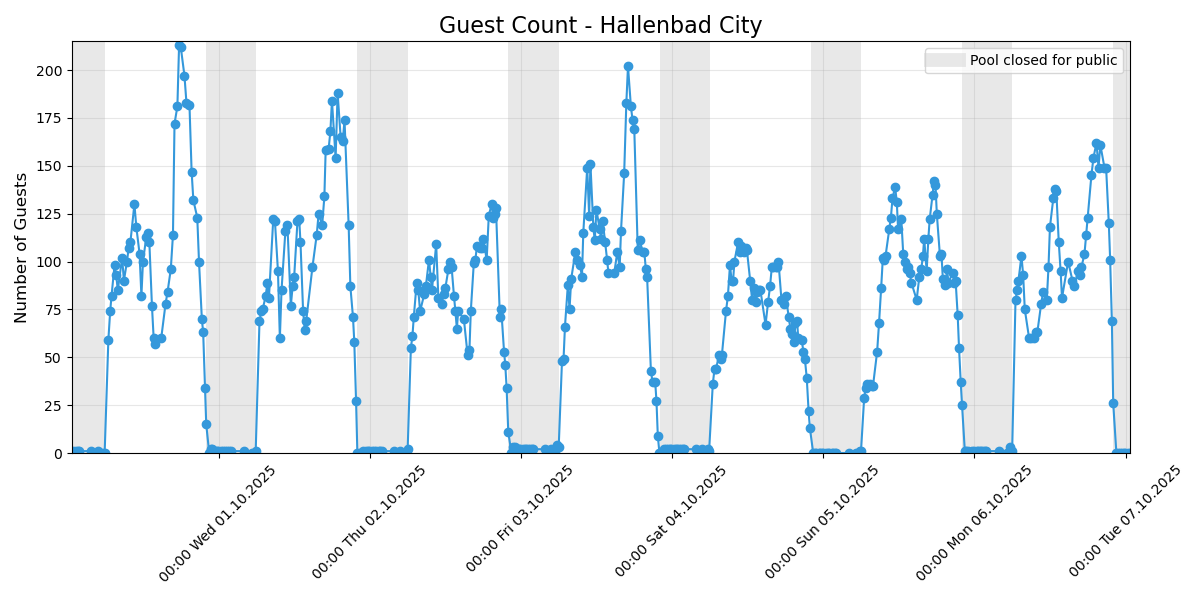 Guest Count - Hallenbad City
Pool closed for public
Number of Guests
200
175
150
125
100
75
50
25
0
00:00 Wed 01.10.2025
00:00 Thu 02.10.2025
00:00 Fri 03.10.2025
00:00 Sat 04.10.2025
00:00 Sun 05.10.2025
00:00 Mon 06.10.2025
00:00 Tue 07.10.2025